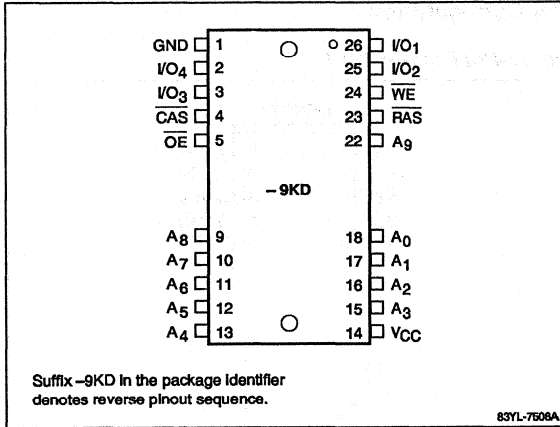 GND 1 26 I/O1
I/O4 2 25 I/O2
I/O3 3 24 WE
CAS 4 23 RAS
OE 5 22 A9
–9KD
A8 9 18 A0
A7 10 17 A1
A6 11 16 A2
A5 12 15 A3
A4 13 14 VCC
Suffix –9KD in the package identifier
denotes reverse pinout sequence.
83YL-7508A